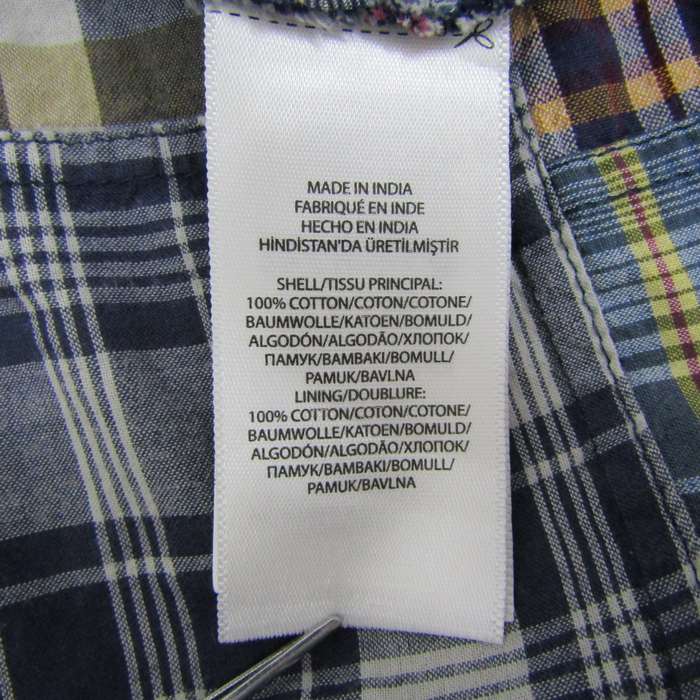 MADE IN INDIA
FABRIQUÉ EN INDE
HECHO EN INDIA
HİNDİSTAN'DA ÜRETİLMİŞTİR
SHELL/TISSU PRINCIPAL:
100% COTTON/COTON/COTONE/
BAUMWOLLE/KATOEN/BOMULD/
ALGODÓN/ALGODÃO/ХЛОПОК/
ПАМУК/BAMBAKI/BOMULL/
PAMUK/BAVLNA
LINING/DOUBLURE:
100% COTTON/COTON/COTONE/
BAUMWOLLE/KATOEN/BOMULD/
ALGODÓN/ALGODÃO/ХЛОПОК/
ПАМУК/BAMBAKI/BOMULL/
PAMUK/BAVLNA